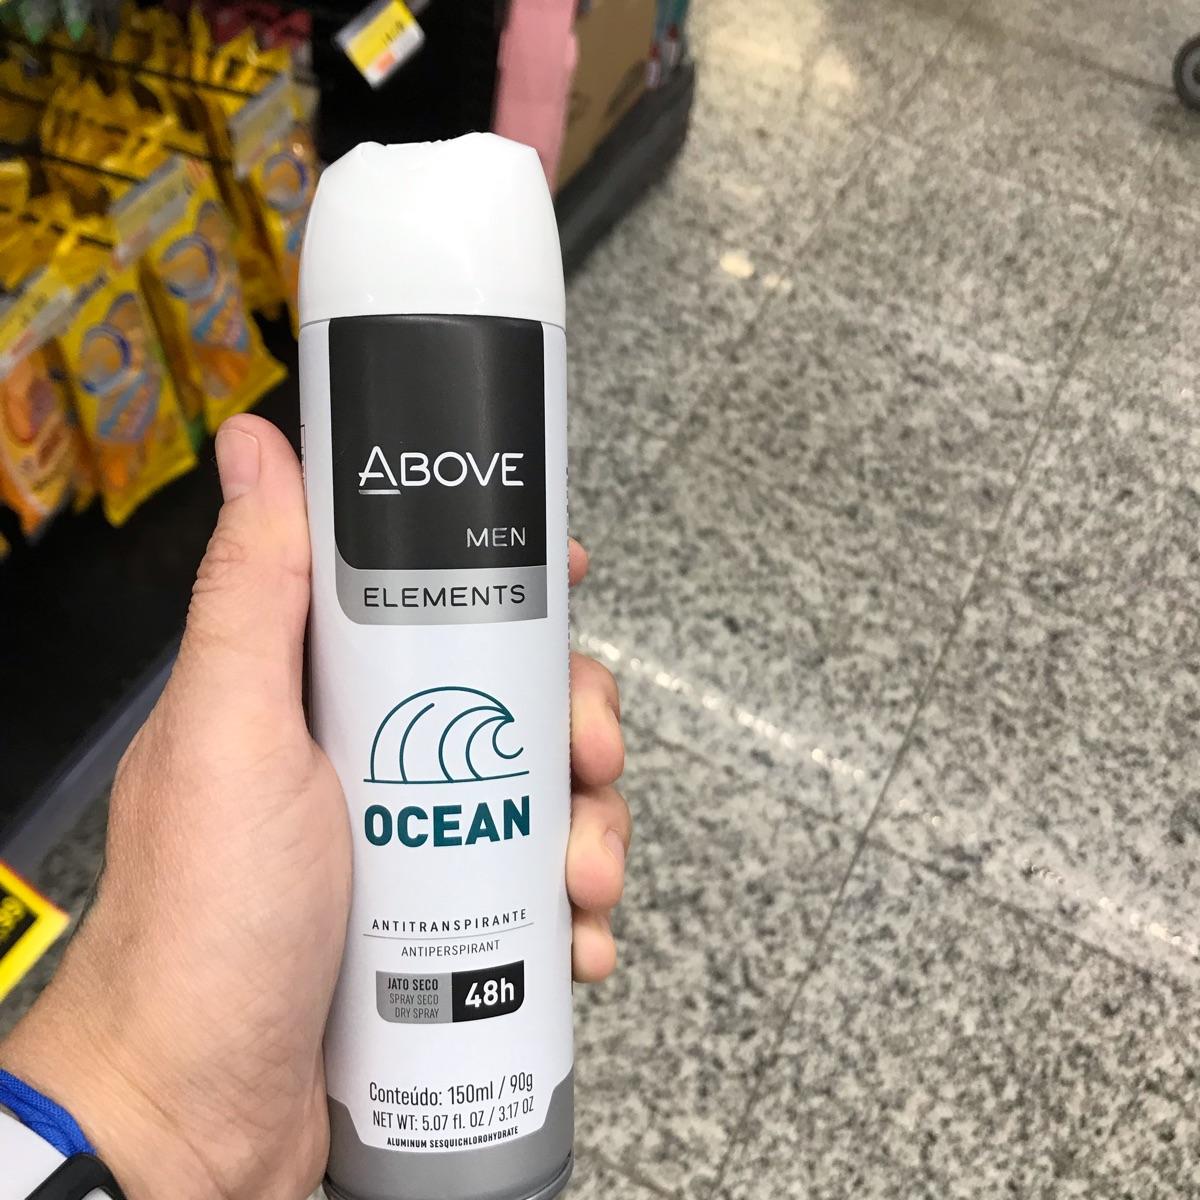 ABOVE
MEN
ELEMENTS
OCEAN
ANTITRANSPIRANTE
ANTIPERSPIRANT
JATO SECO
SPRAY SECO
DRY SPRAY
48h
Conteúdo: 150ml / 90g
NET WT: 5.07 fl. OZ / 3.17 OZ
ALUMINUM SESQUICHLOROHYDRATE